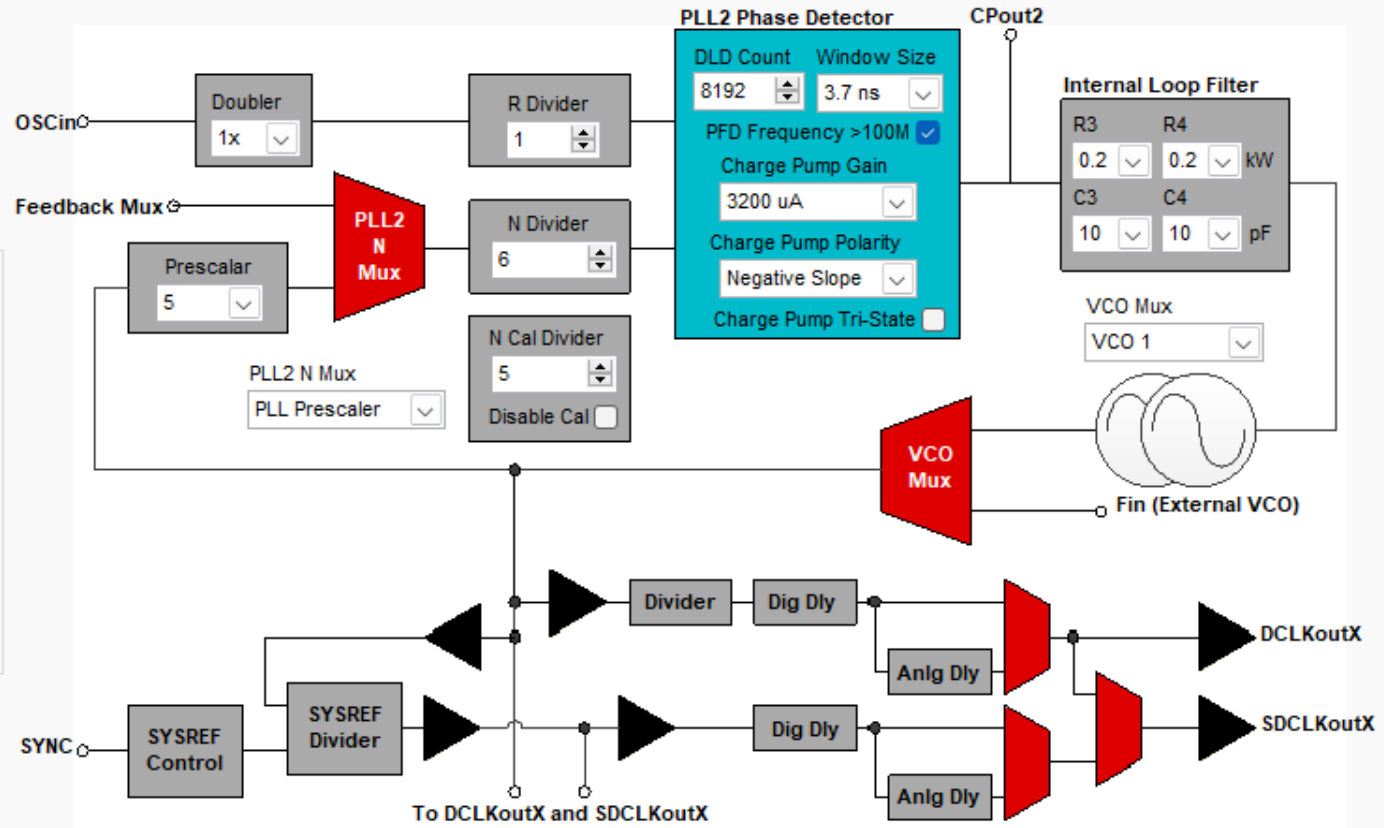 PLL2 Phase Detector
CPout2
DLD Count
Window Size
8192
3.7 ns
PFD Frequency >100M
Charge Pump Gain
3200 uA
Charge Pump Polarity
Negative Slope
Charge Pump Tri-State
Internal Loop Filter
R3
R4
0.2
0.2
kW
C3
C4
10
10
pF
OSCin
Doubler
1x
R Divider
1
Feedback Mux
PLL2
N
Mux
N Divider
6
Prescalar
5
N Cal Divider
5
Disable Cal
PLL2 N Mux
PLL Prescaler
VCO Mux
VCO 1
VCO
Mux
Fin (External VCO)
Divider
Dig Dly
Anlg Dly
DCLKoutX
SYNC
SYSREF
Control
SYSREF
Divider
Dig Dly
Anlg Dly
SDCLKoutX
To DCLKoutX and SDCLKoutX